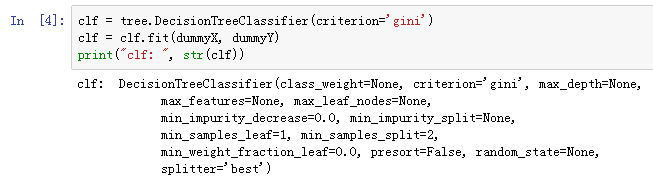 In [4]: clf = tree.DecisionTreeClassifier(criterion='gini')
clf = clf.fit(dummyX, dummyY)
print("clf: ", str(clf))
clf:  DecisionTreeClassifier(class_weight=None, criterion='gini', max_depth=None,
            max_features=None, max_leaf_nodes=None,
            min_impurity_decrease=0.0, min_impurity_split=None,
            min_samples_leaf=1, min_samples_split=2,
            min_weight_fraction_leaf=0.0, presort=False, random_state=None,
            splitter='best')